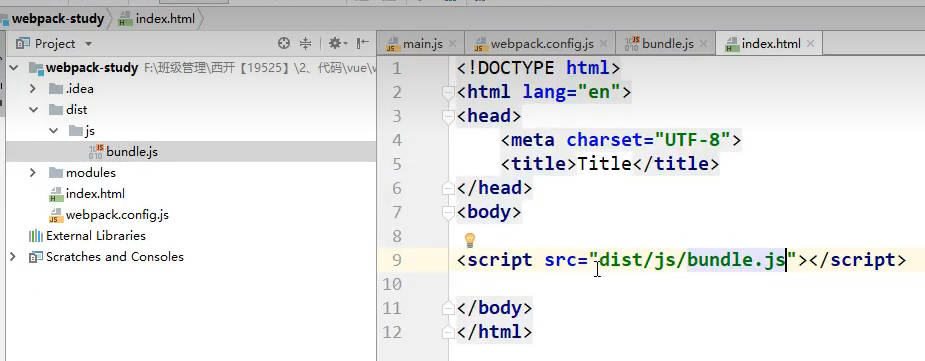 webpack-study index.html
Project
main.js webpack.config.js bundle.js index.html
webpack-study F:\班级管理\西开【19525】\2、代码\vue\v
.idea
dist
js
bundle.js
modules
index.html
webpack.config.js
External Libraries
Scratches and Consoles
1 <!DOCTYPE html>
2 <html lang="en">
3 <head>
4 <meta charset="UTF-8">
5 <title>Title</title>
6 </head>
7 <body>
8
9 <script src="dist/js/bundle.js"></script>
10
11 </body>
12 </html>